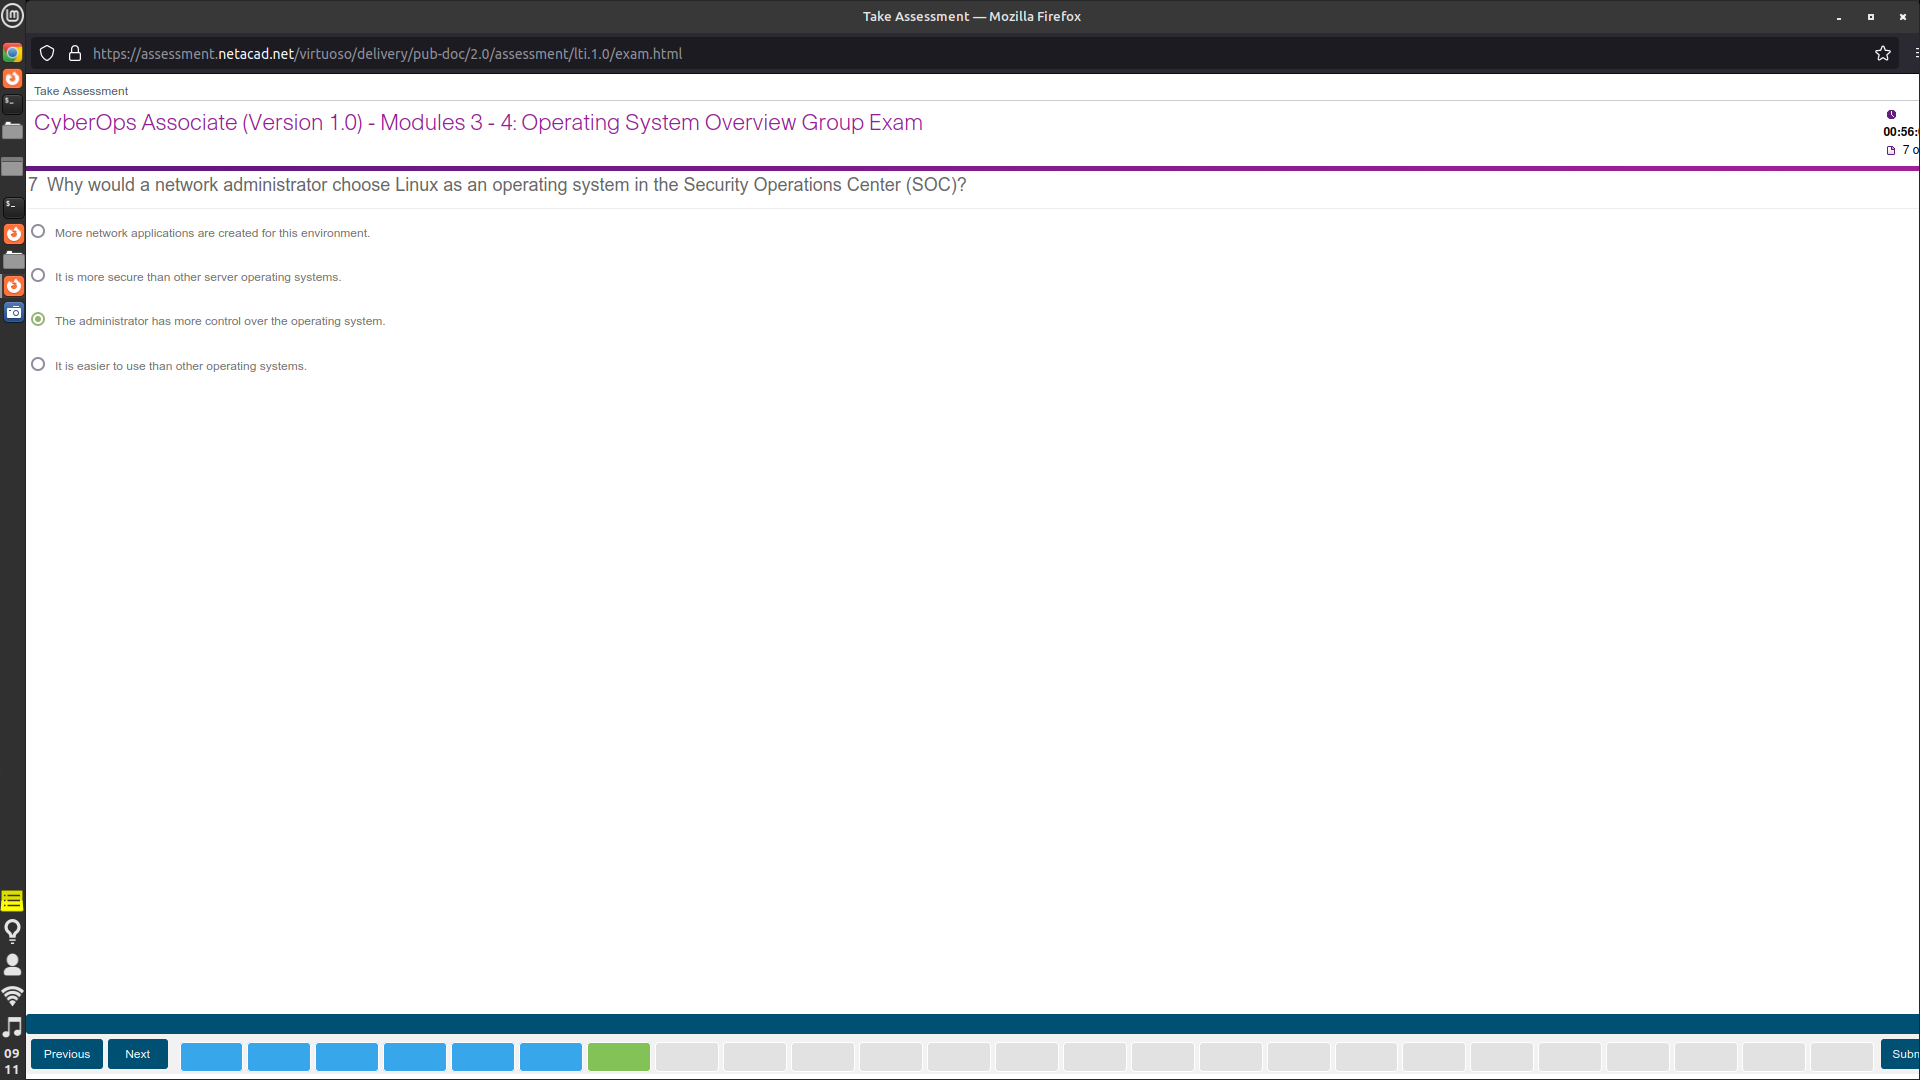 Take Assessment — Mozilla Firefox
https://assessment.netacad.net/virtuoso/delivery/pub-doc/2.0/assessment/lti.1.0/exam.html
Take Assessment
CyberOps Associate (Version 1.0) - Modules 3 - 4: Operating System Overview Group Exam
00:56:
7 o
7 Why would a network administrator choose Linux as an operating system in the Security Operations Center (SOC)?
More network applications are created for this environment.
It is more secure than other server operating systems.
The administrator has more control over the operating system.
It is easier to use than other operating systems.
09
11
Previous
Next
Subm